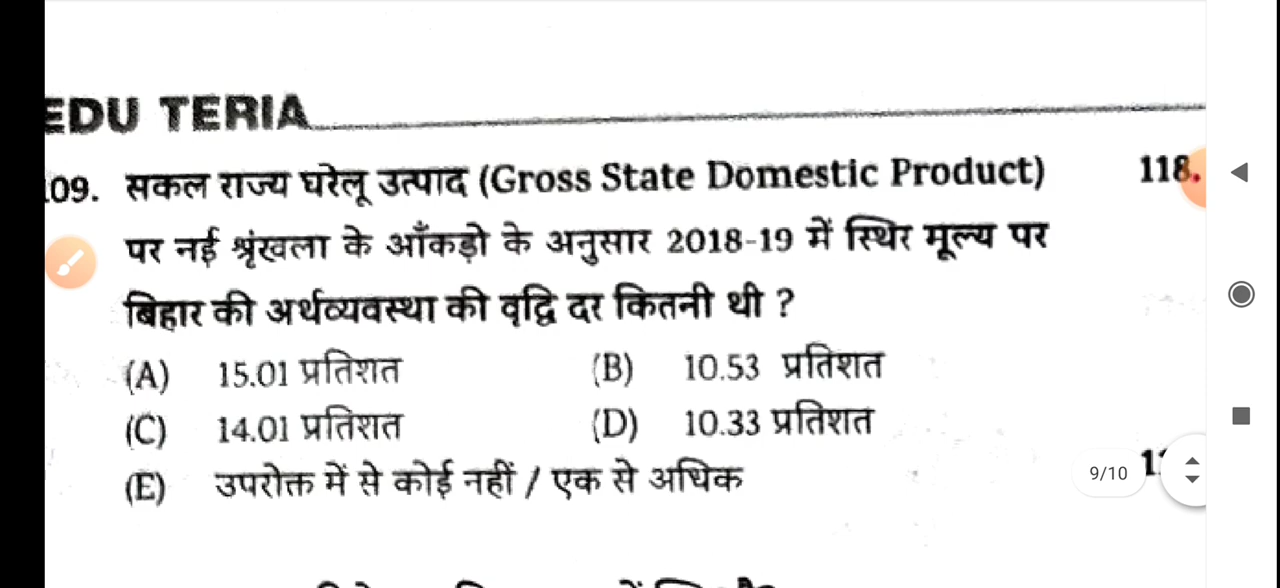 EDU TERIA
109. सकल राज्य घरेलू उत्पाद (Gross State Domestic Product)
118.
पर नई श्रृंखला के आँकड़ो के अनुसार 2018-19 में स्थिर मूल्य पर
बिहार की अर्थव्यवस्था की वृद्धि दर कितनी थी ?
(A) 15.01 प्रतिशत (B) 10.53 प्रतिशत
(C) 14.01 प्रतिशत (D) 10.33 प्रतिशत
(E) उपरोक्त में से कोई नहीं / एक से अधिक
9/10